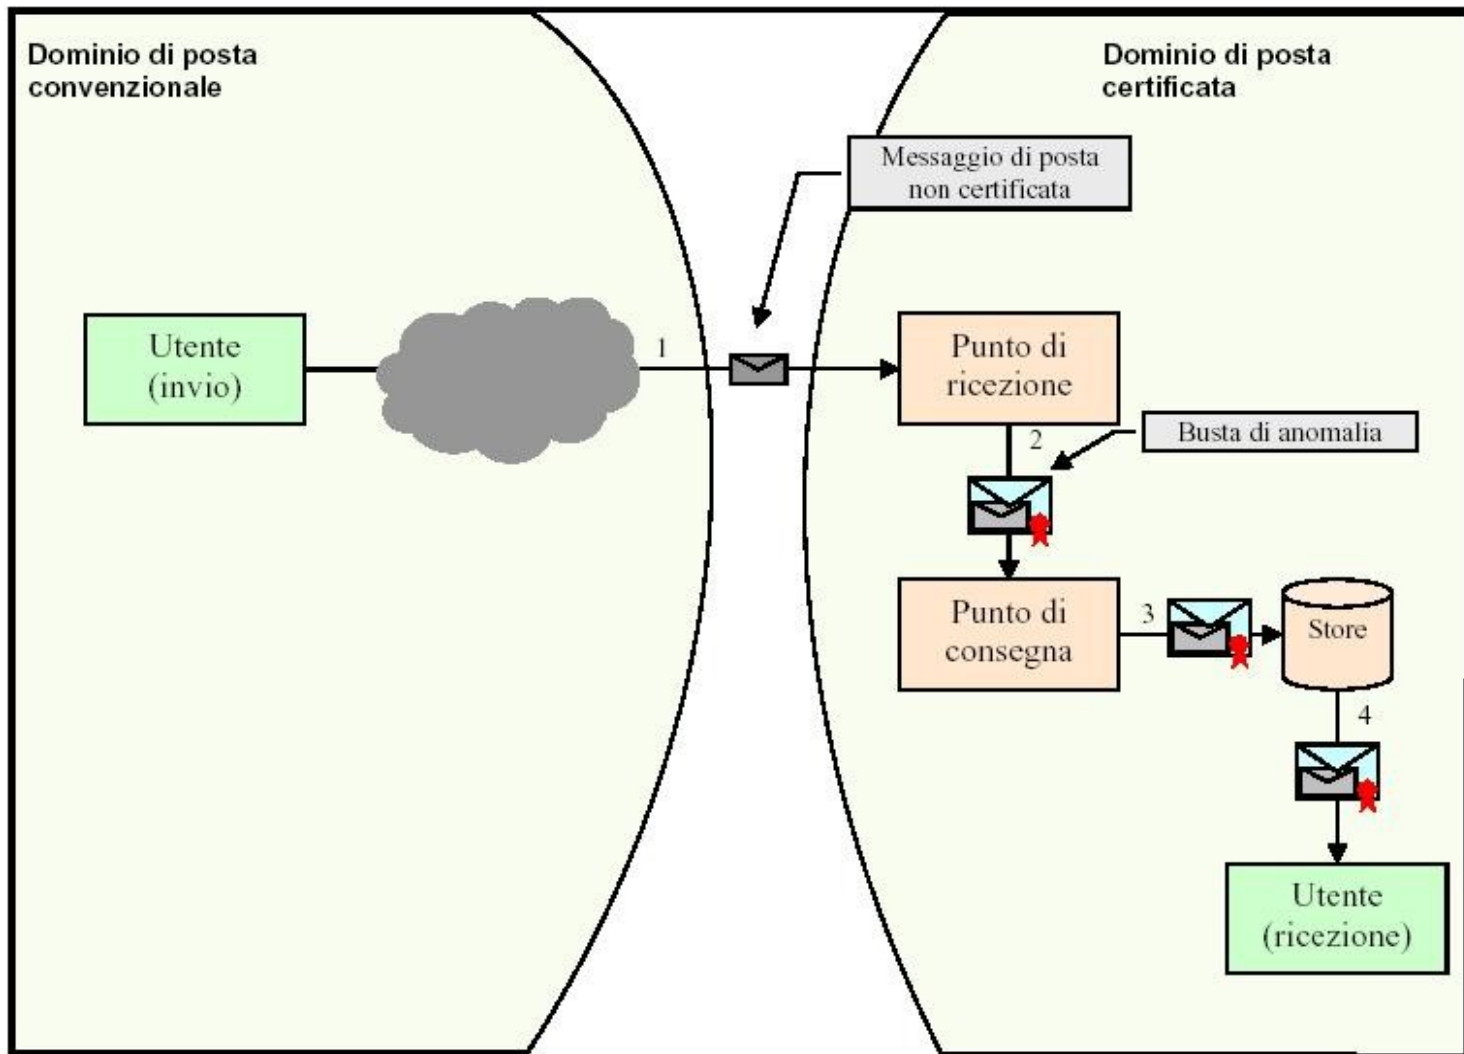 Dominio di posta
convenzionale
Dominio di posta
certificata
Messaggio di posta
non certificata
Utente
(invio)
1
Punto di
ricezione
2
Busta di anomalia
Punto di
consegna
3
Store
4
Utente
(ricezione)